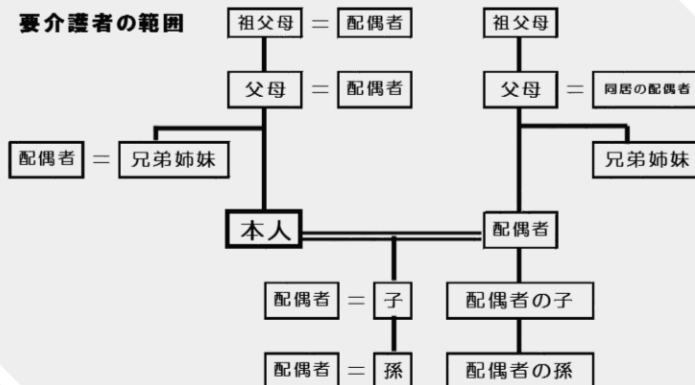 要介護者の範囲
祖父母 = 配偶者
祖父母
父母 = 配偶者
父母 = 同居の配偶者
配偶者 = 兄弟姉妹
兄弟姉妹
本人
配偶者
配偶者 = 子
配偶者の子
配偶者 = 孫
配偶者の孫